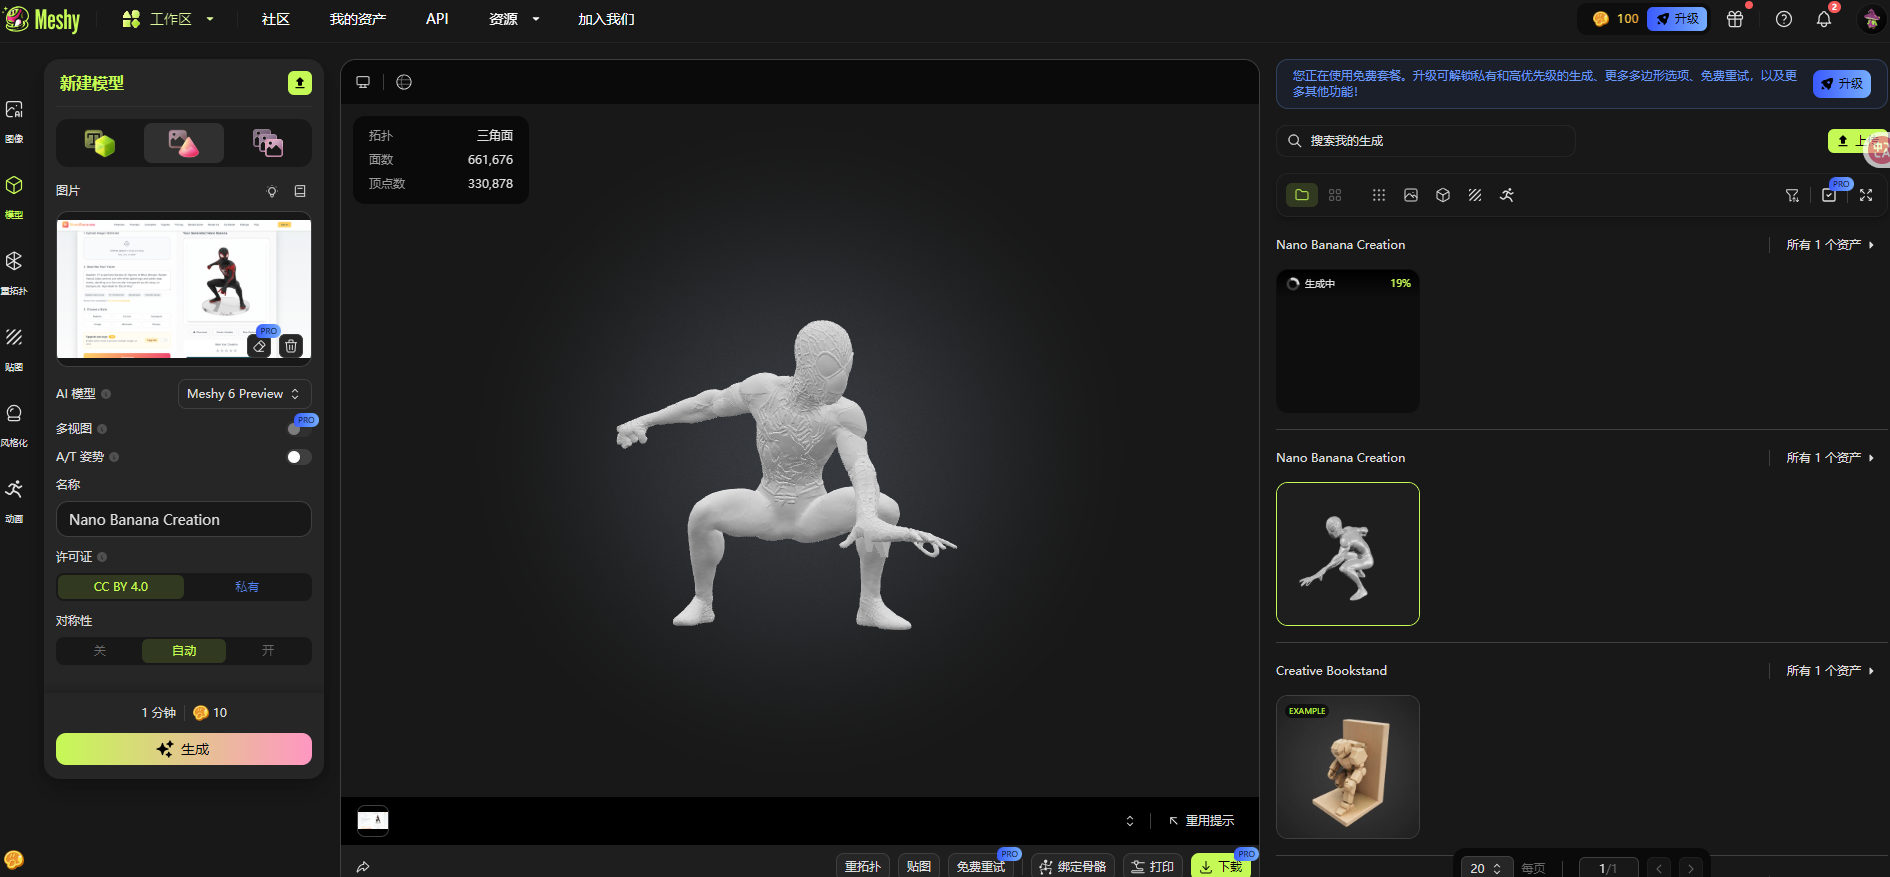 Meshy
工作区
社区
我的资产
API
资源
加入我们
100
升级
2
新建模型
图片
PRO
AI 模型
Meshy 6 Preview
多视图
PRO
A/T 姿势
名称
Nano Banana Creation
许可证
CC BY 4.0
私有
对称性
关
自动
开
1 分钟
10
生成
图像
模型
重拓扑
贴图
风格化
动画
拓扑
三角面
面数
661,676
顶点数
330,878
重用提示
重拓扑
贴图
免费重试
PRO
绑定骨骼
打印
下载
PRO
您正在使用免费套餐。升级可解锁私有和高优先级的生成、更多多边形选项、免费重试，以及更
多其他功能！
升级
搜索我的生成
上
中
A
PRO
Nano Banana Creation
所有 1 个资产
生成中
19%
Nano Banana Creation
所有 1 个资产
Creative Bookstand
所有 1 个资产
EXAMPLE
20
每页
1/1